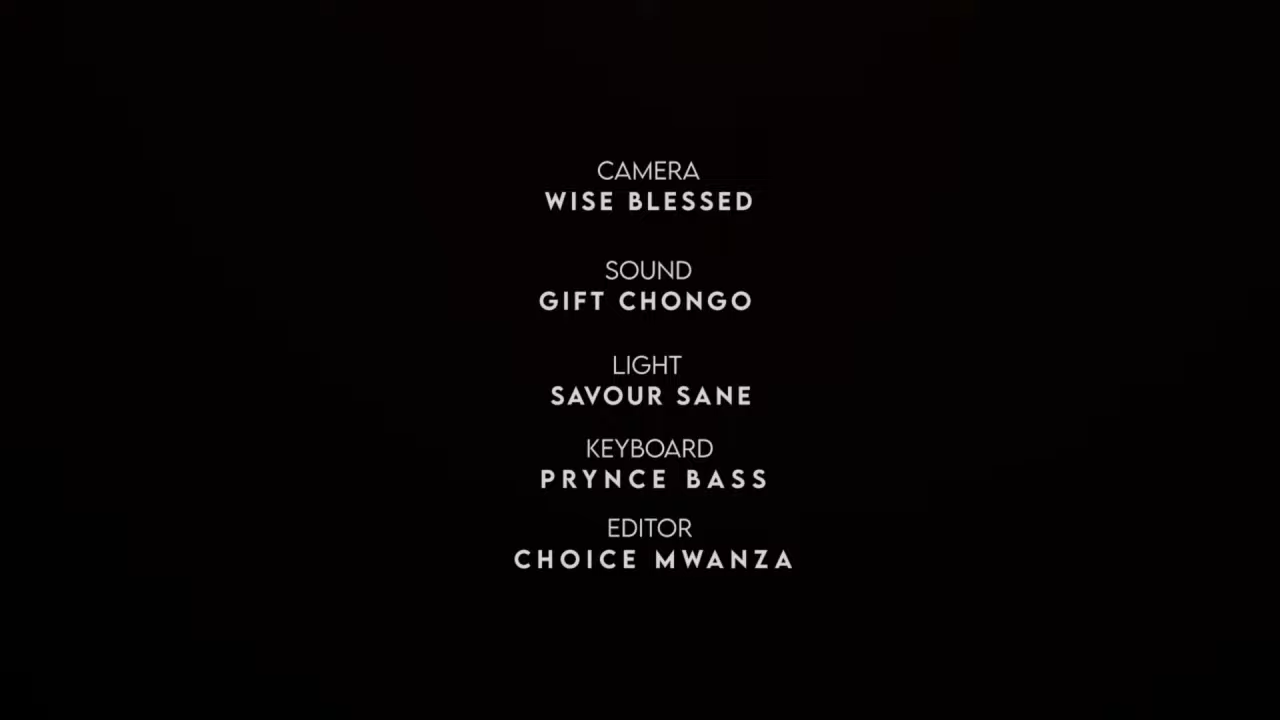 CAMERA
WISE BLESSED
SOUND
GIFT CHONGO
LIGHT
SAVOUR SANE
KEYBOARD
PRYNCE BASS
EDITOR
CHOICE MWANZA